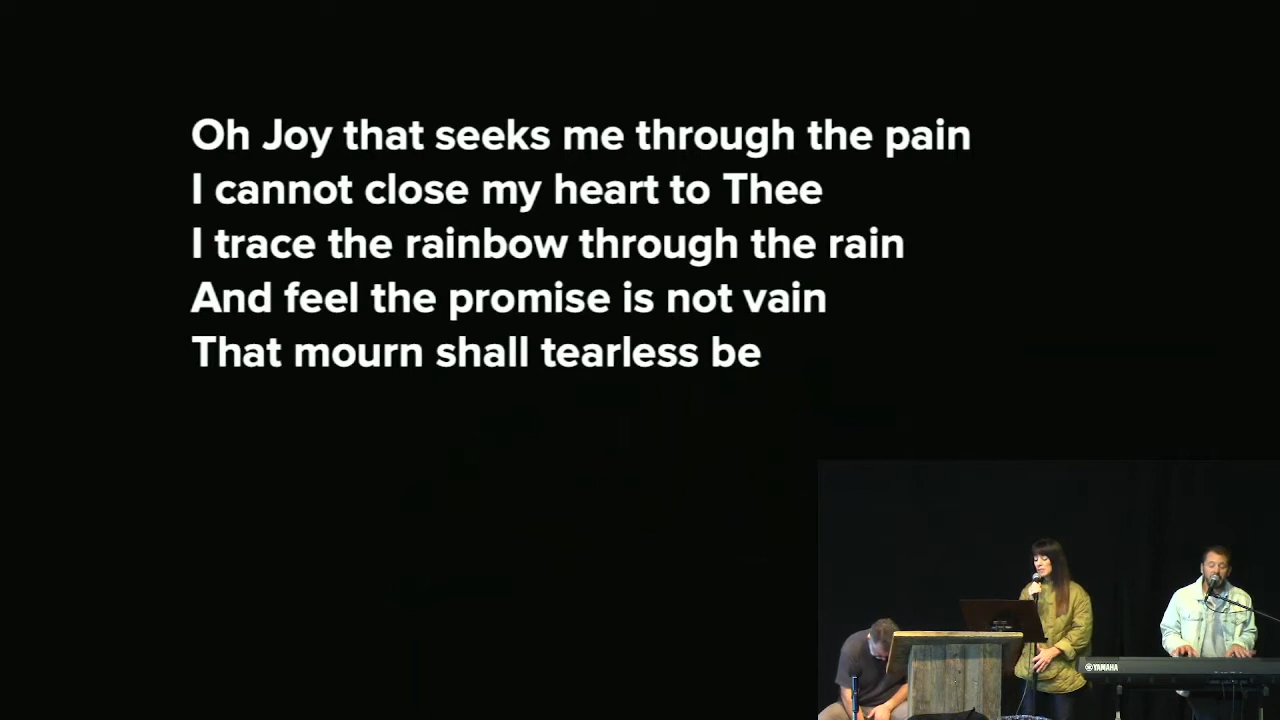 Oh Joy that seeks me through the pain
I cannot close my heart to Thee
I trace the rainbow through the rain
And feel the promise is not vain
That mourn shall tearless be
YAMAHA